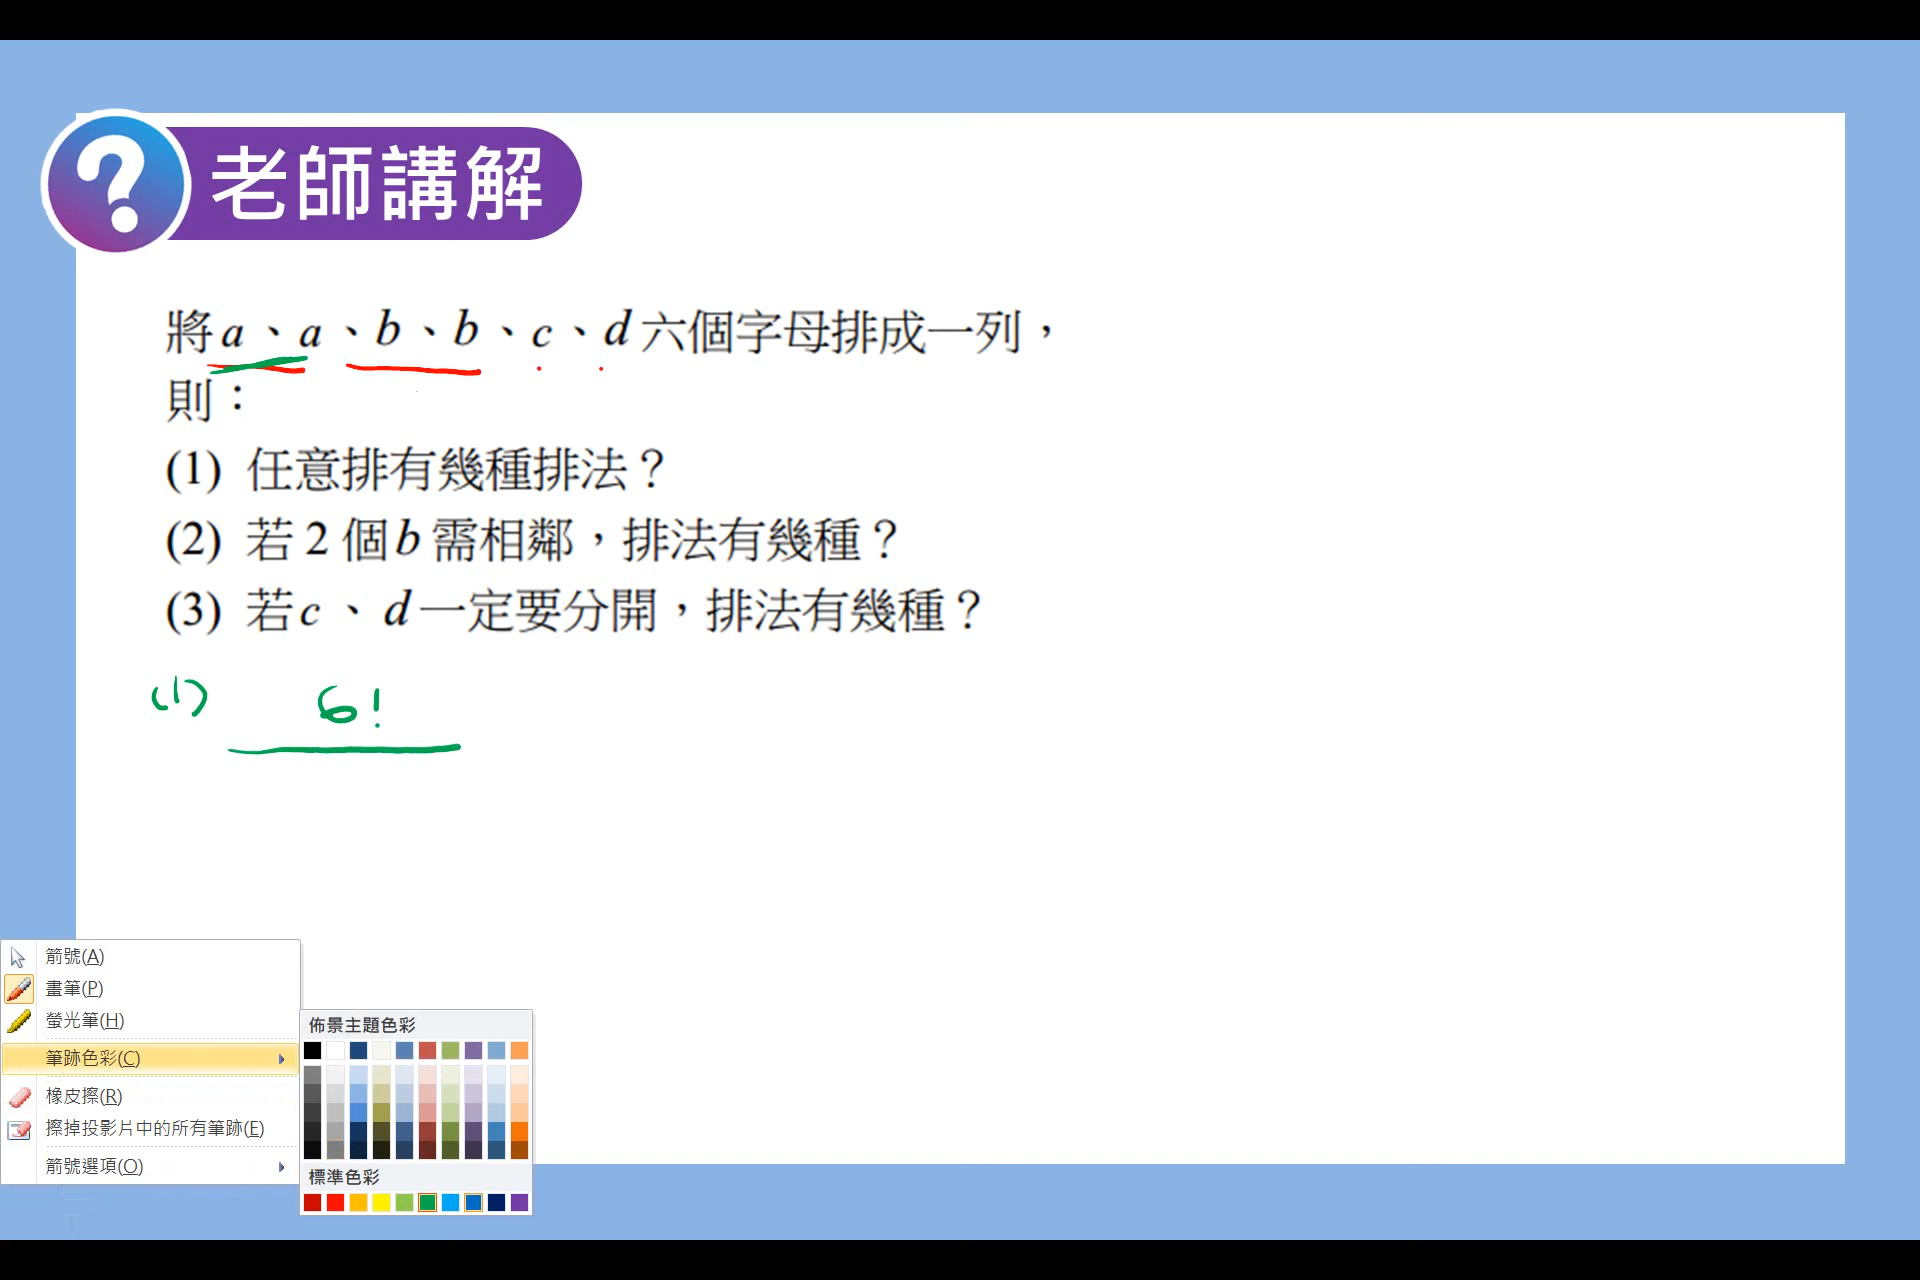 老師講解
將a、a、b、b、c、d六個字母排成一列，
則：
(1) 任意排有幾種排法？
(2) 若2個b需相鄰，排法有幾種？
(3) 若c、d一定要分開，排法有幾種？
(1) 6!
箭號(A)
畫筆(P)
螢光筆(H)
筆跡色彩(C)
橡皮擦(R)
擦掉投影片中的所有筆跡(E)
箭號選項(O)
佈景主題色彩
標準色彩